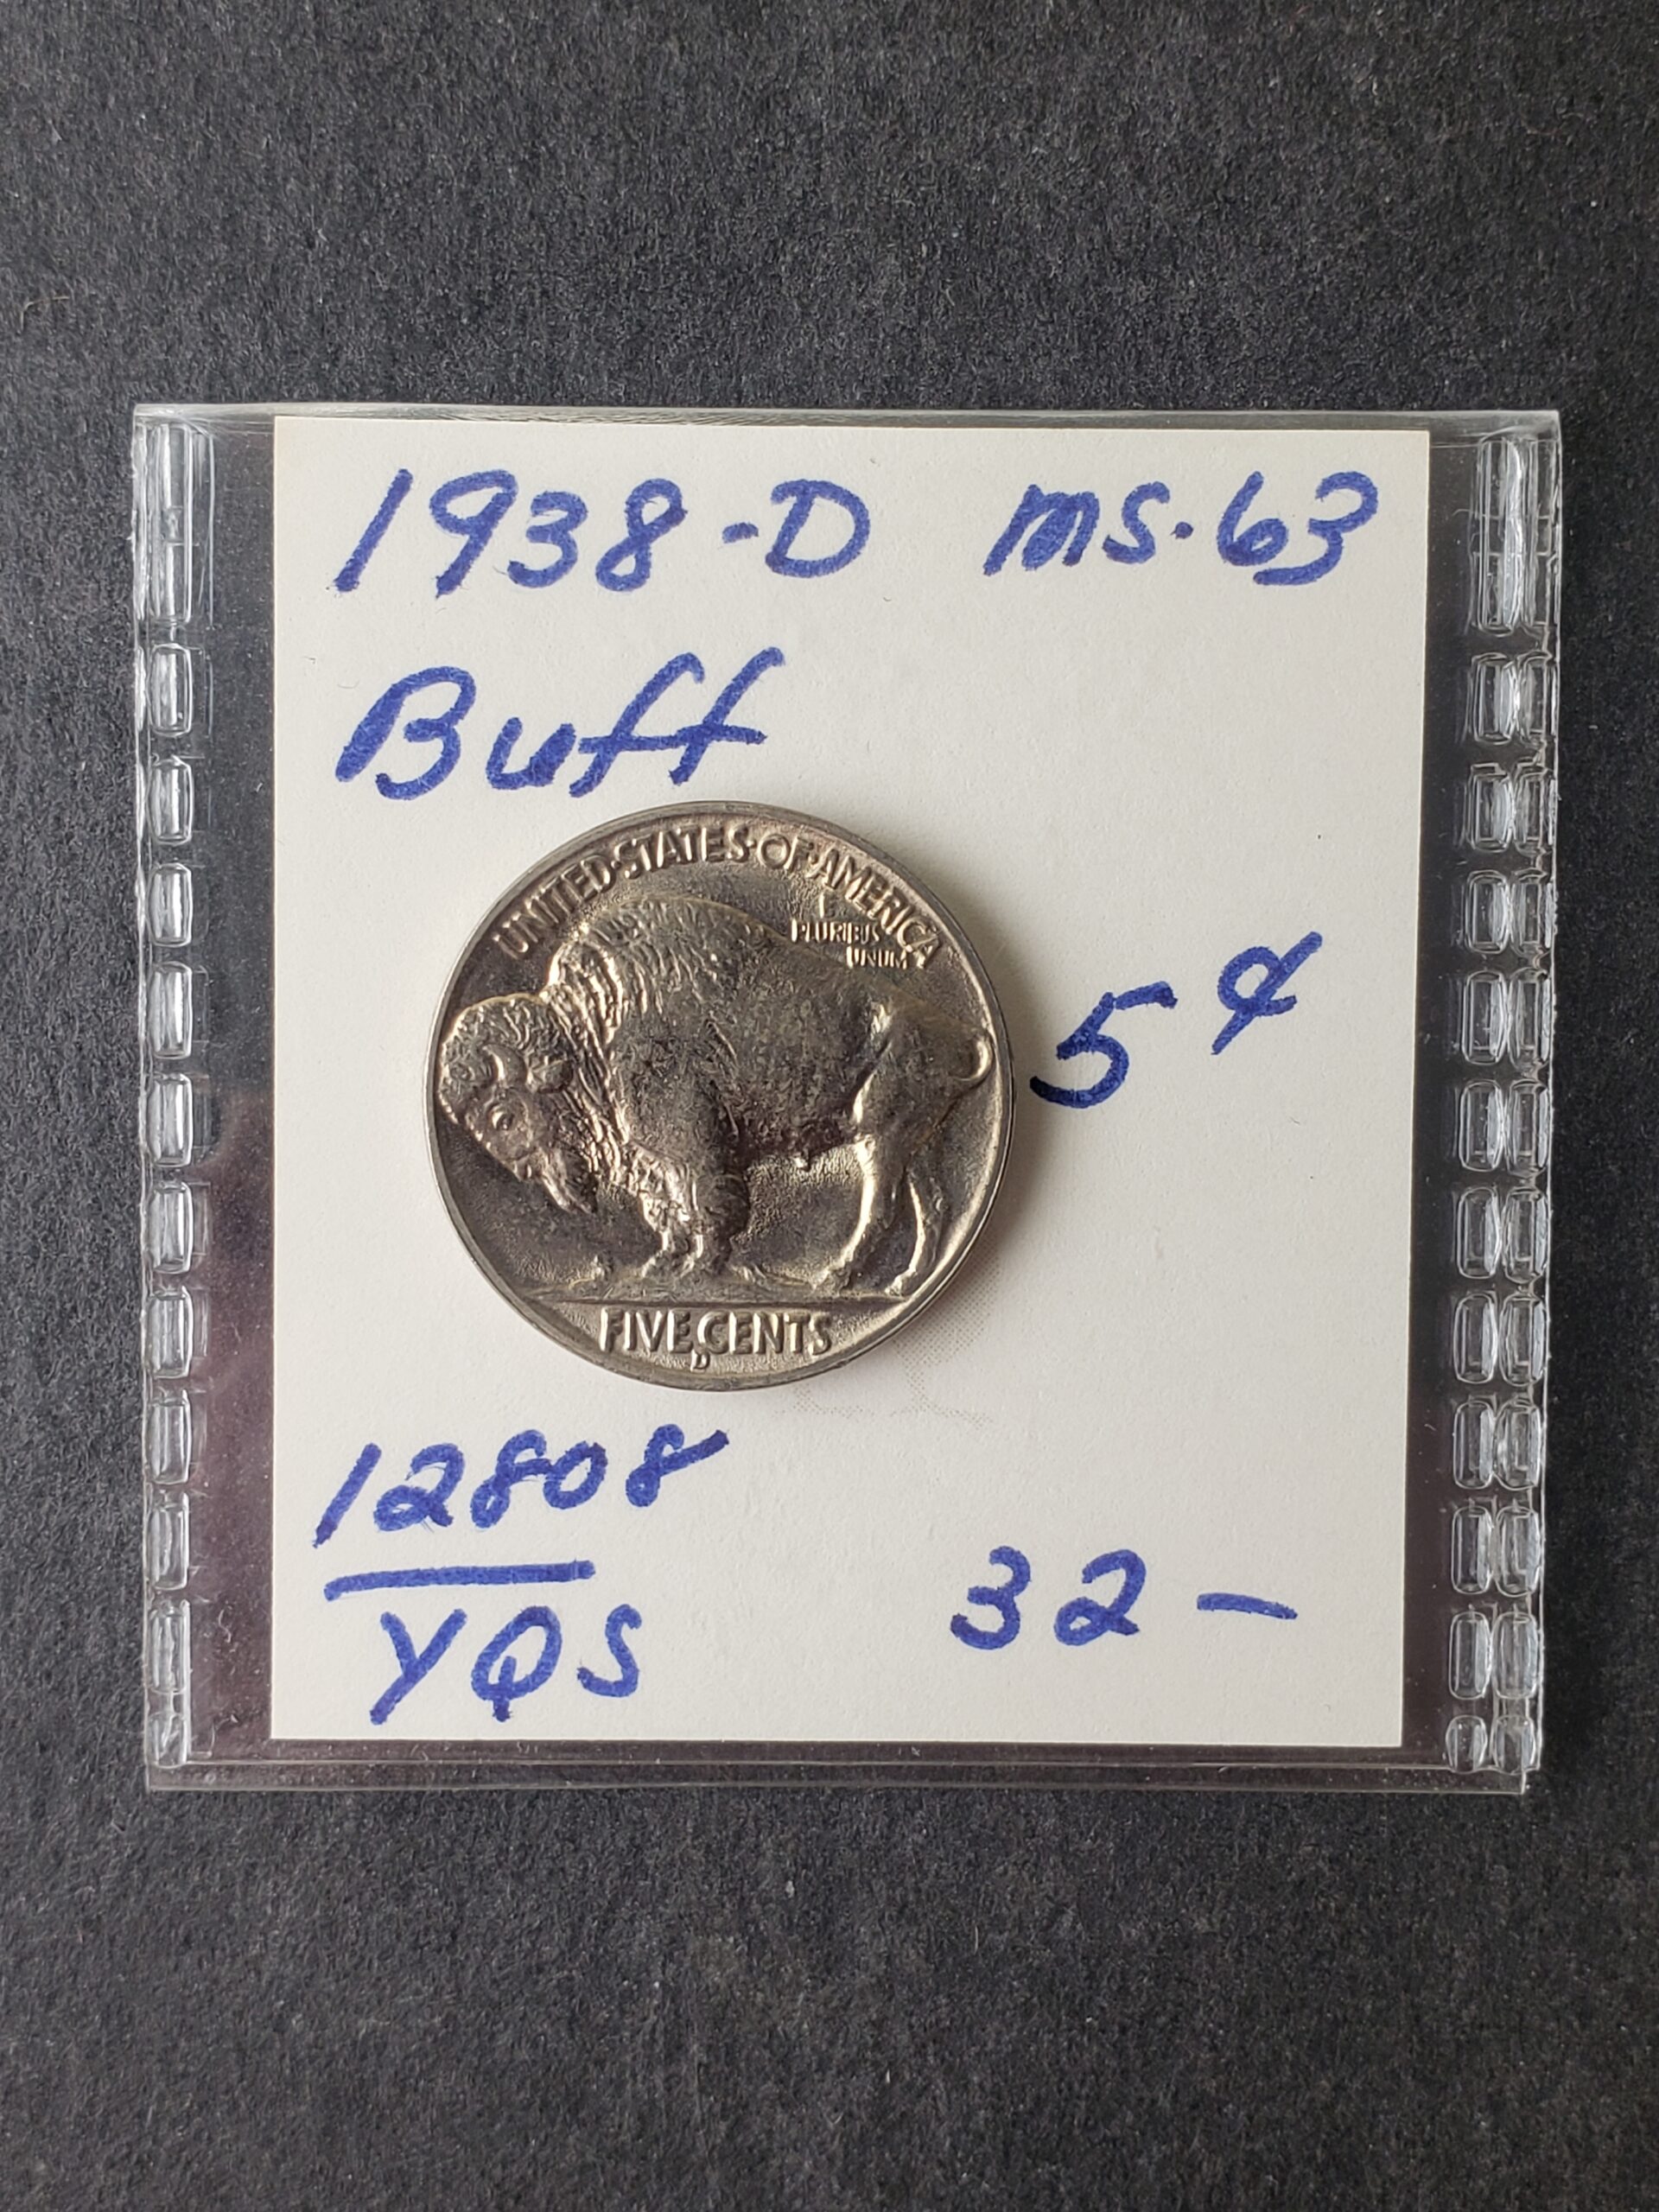 1938-D MS-63
Buff
UNITED·STATES·OF·AMERICA
E
PLURIBUS
UNUM
5¢
FIVE CENTS
D
12808
YQS
32 —